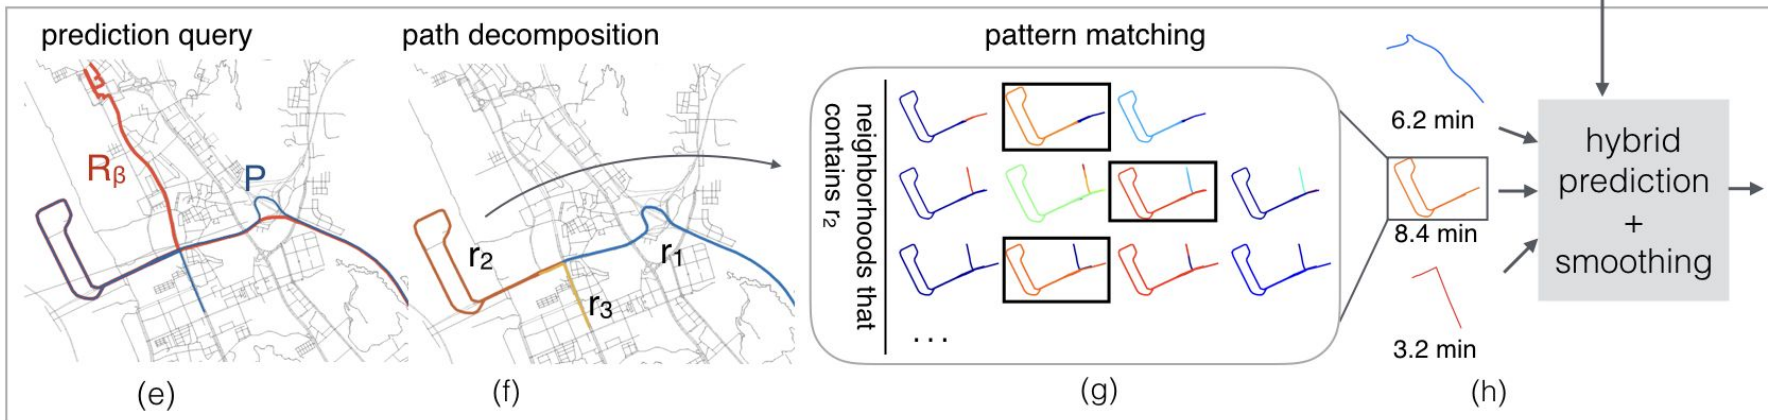 prediction query
path decomposition
pattern matching
Rβ
P
r₂
r₁
r₃
neighborhoods that
contains r₂
...
6.2 min
8.4 min
3.2 min
hybrid
prediction
+
smoothing
(e)
(f)
(g)
(h)